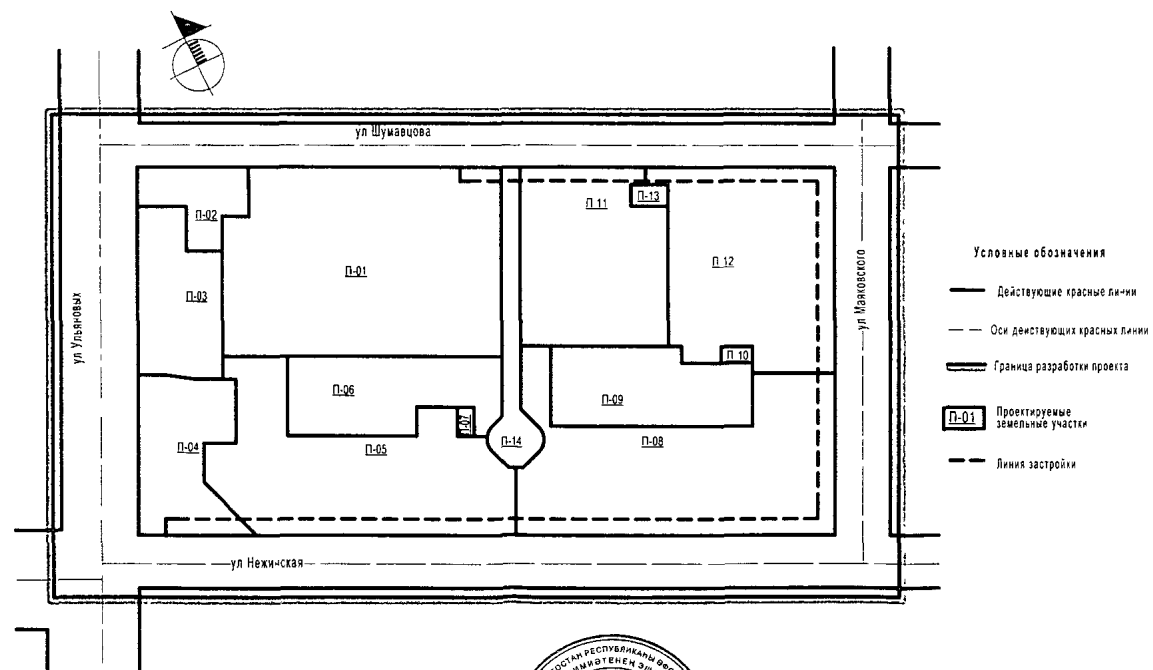 ул Шумавцова
П-02
П-01
П-03
П 11
П-13
П 12
П 10
П-06
П-07
П-09
П-04
П-05
П-14
П-08
ул Ульяновых
ул Маяковского
ул Нежинская
Условные обозначения
Действующие красные линии
Оси действующих красных линии
Граница разработки проекта
П-01
Проектируемые
земельные участки
Линия застройки
РЕСПУБЛИКАҺЫ